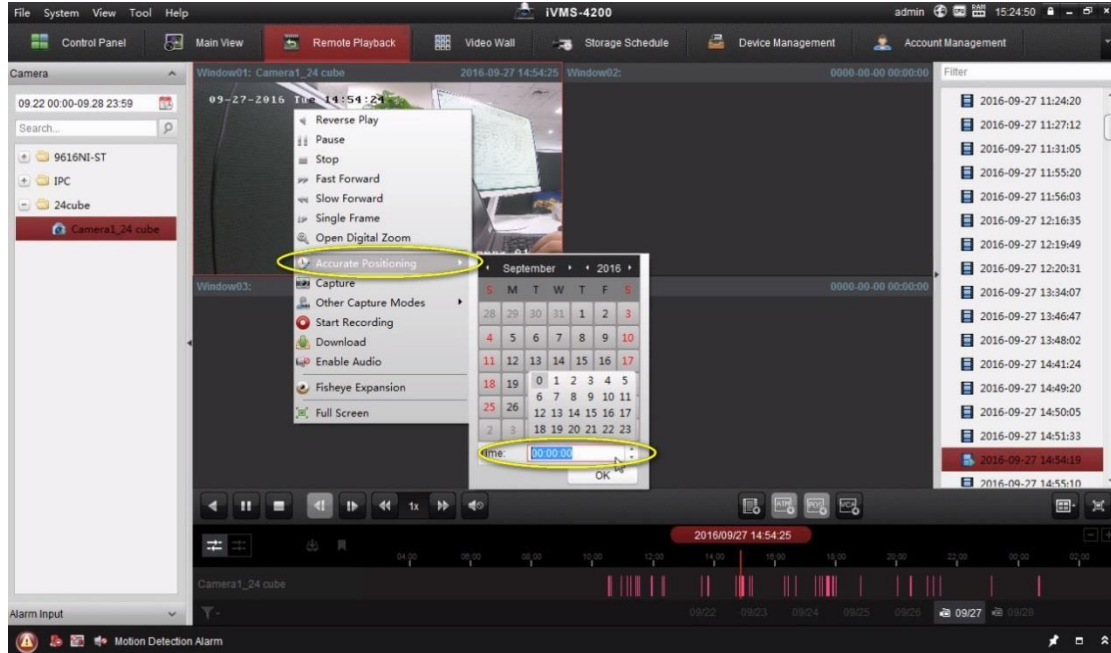 File System View Tool Help
iVMS-4200
admin 15:24:50
Control Panel
Main View
Remote Playback
Video Wall
Storage Schedule
Device Management
Account Management
Camera
09.22 00:00-09.28 23:59
Search...
9616NI-ST
IPC
24cube
Camera1_24 cube
Alarm Input
Window01: Camera1_24 cube 2016-09-27 14:54:25
09-27-2016 Tue 14:54:24
Window02: 0000-00-00 00:00:00
Window03:
0000-00-00 00:00:00
Reverse Play
Pause
Stop
Fast Forward
Slow Forward
Single Frame
Open Digital Zoom
Accurate Positioning
Capture
Other Capture Modes
Start Recording
Download
Enable Audio
Fisheye Expansion
Full Screen
September 2016
S M T W T F S
28 29 30 31 1 2 3
4 5 6 7 8 9 10
11 12 13 14 15 16 17
18 19
25 26
2 3
0 1 2 3 4 5
6 7 8 9 10 11
12 13 14 15 16 17
18 19 20 21 22 23
Time: 00:00:00
OK
Filter
2016-09-27 11:24:20
2016-09-27 11:27:12
2016-09-27 11:31:05
2016-09-27 11:55:20
2016-09-27 11:56:03
2016-09-27 12:16:35
2016-09-27 12:19:49
2016-09-27 12:20:31
2016-09-27 13:34:07
2016-09-27 13:46:47
2016-09-27 13:48:02
2016-09-27 14:41:24
2016-09-27 14:49:20
2016-09-27 14:50:05
2016-09-27 14:51:33
2016-09-27 14:54:19
2016-09-27 14:55:10
1x
ATM
POS
VCA
2016/09/27 14:54:25
04:00 06:00 08:00 10:00 12:00 14:00 16:00 18:00 20:00 22:00 00:00 02:00
Camera1_24 cube
09/22 09/23 09/24 09/25 09/26 09/27 09/28
Motion Detection Alarm